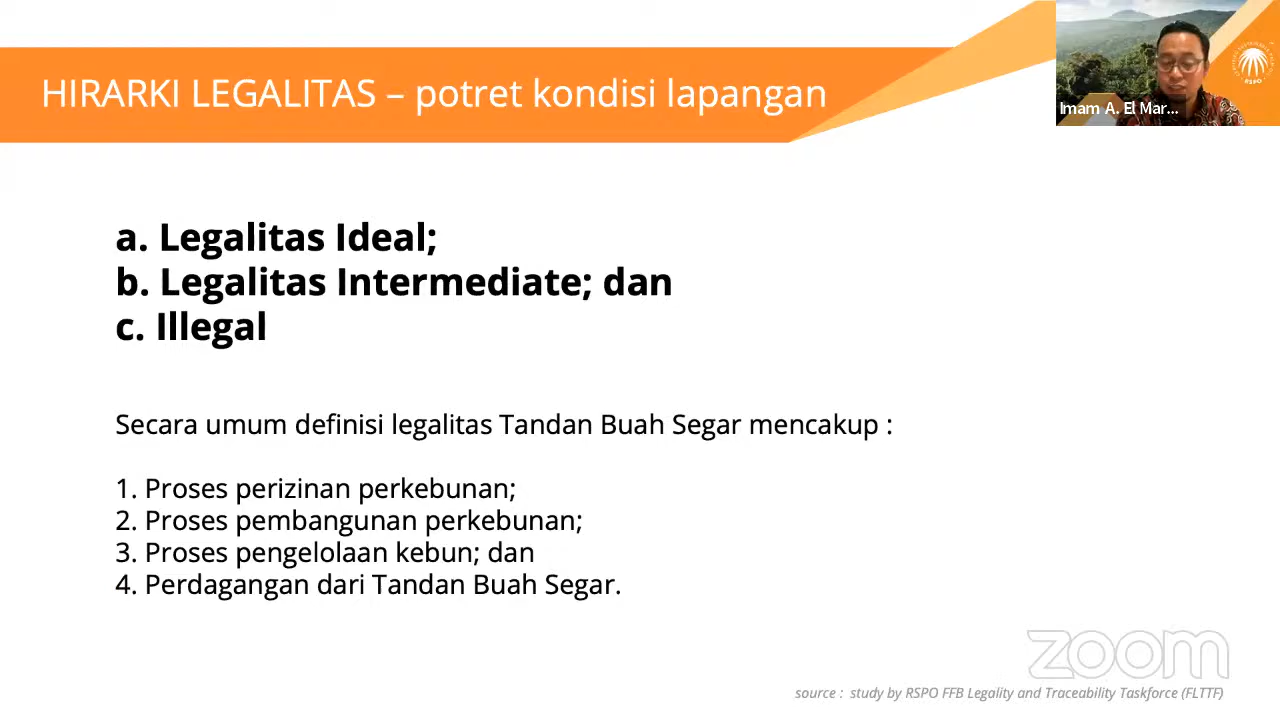 HIRARKI LEGALITAS – potret kondisi lapangan
Imam A. El Mar...
RSPO
a. Legalitas Ideal;
b. Legalitas Intermediate; dan
c. Illegal
Secara umum definisi legalitas Tandan Buah Segar mencakup :
1. Proses perizinan perkebunan;
2. Proses pembangunan perkebunan;
3. Proses pengelolaan kebun; dan
4. Perdagangan dari Tandan Buah Segar.
zoom
source : study by RSPO FFB Legality and Traceability Taskforce (FLTTF)